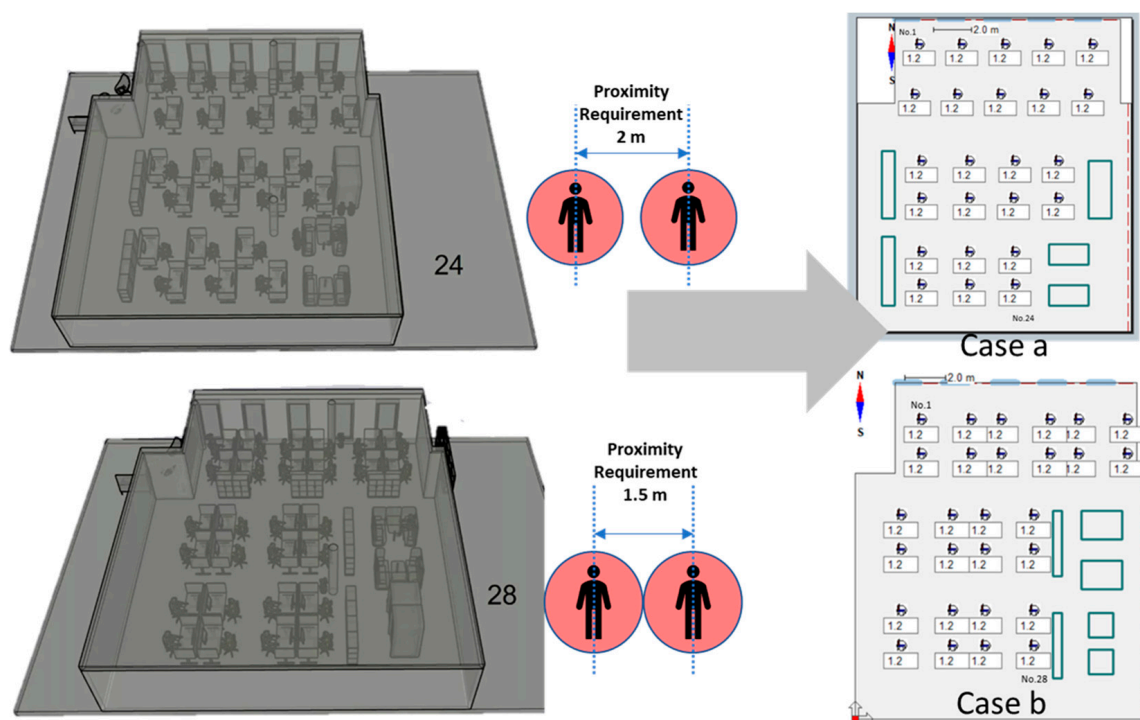 24
Proximity
Requirement
2 m
No.1
2.0 m
N
S
1.2 1.2 1.2 1.2 1.2
1.2 1.2 1.2 1.2 1.2
1.2 1.2 1.2 1.2
1.2 1.2 1.2 1.2
1.2 1.2 1.2
1.2 1.2 1.2
No.24
Case a
28
Proximity
Requirement
1.5 m
2.0 m
N
S
No.1
1.2 1.2 1.2 1.2 1.2 1.2
1.2 1.2 1.2 1.2 1.2 1.2
1.2 1.2 1.2 1.2
1.2 1.2 1.2 1.2
1.2 1.2 1.2 1.2
1.2 1.2 1.2 1.2
No.28
Case b